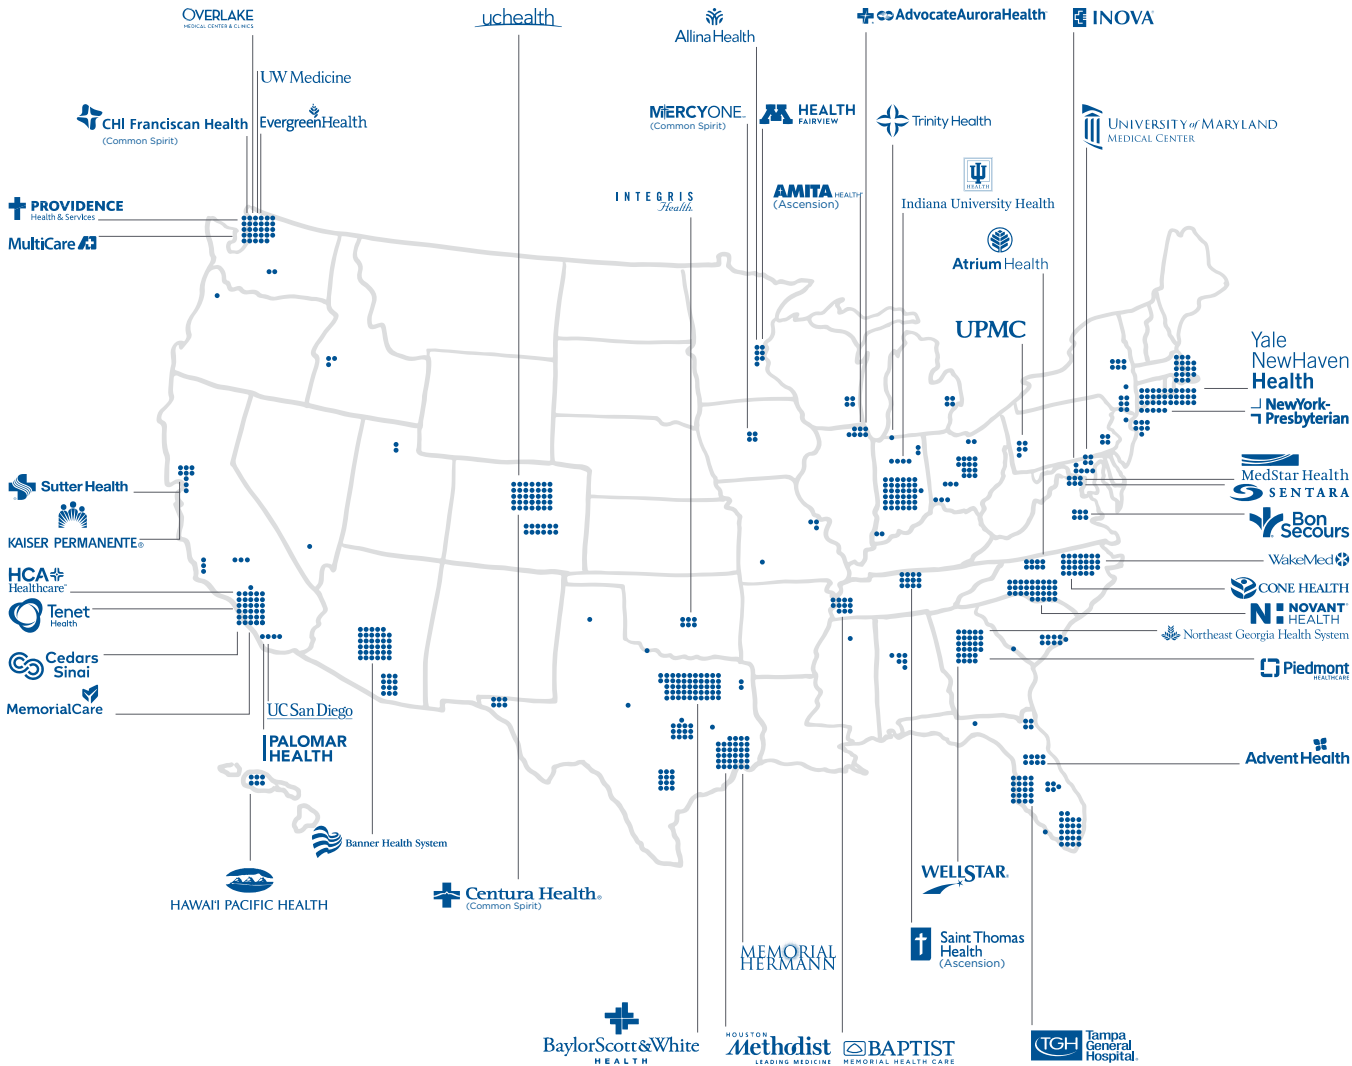 OVERLAKE
MEDICAL CENTER & CLINICS
uchealth
Allina Health
AdvocateAuroraHealth
INOVA
UW Medicine
CHI Franciscan Health
(Common Spirit)
EvergreenHealth
MERCYONE
(Common Spirit)
M HEALTH
FAIRVIEW
Trinity Health
UNIVERSITY of MARYLAND
MEDICAL CENTER
INTEGRIS
Health.
AMITA HEALTH
(Ascension)
HEALTH
Indiana University Health
PROVIDENCE
Health & Services
MultiCare
Atrium Health
UPMC
Yale
NewHaven
Health
NewYork-
Presbyterian
Sutter Health
KAISER PERMANENTE®
MedStar Health
SENTARA
Bon
Secours
WakeMed
HCA
Healthcare™
Tenet
Health
CONE HEALTH
NOVANT
HEALTH
Northeast Georgia Health System
Cedars
Sinai
Piedmont
HEALTHCARE
MemorialCare
UC San Diego
PALOMAR
HEALTH
AdventHealth
Banner Health System
HAWAI'I PACIFIC HEALTH
Centura Health®
(Common Spirit)
WELLSTAR®
Saint Thomas
Health
(Ascension)
MEMORIAL
HERMANN
BaylorScott&White
HEALTH
HOUSTON
Methodist
LEADING MEDICINE
BAPTIST
MEMORIAL HEALTH CARE
TGH
Tampa
General
Hospital®